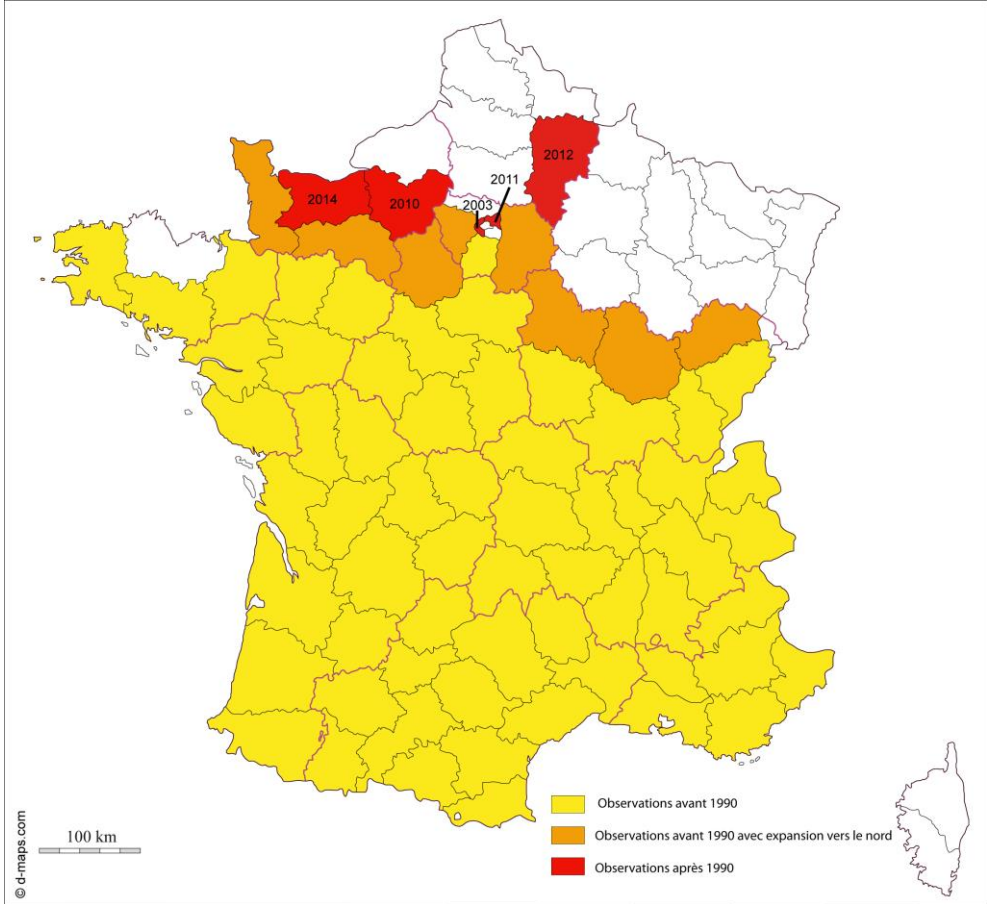 2012
2011
2014
2010
2003
Observations avant 1990
Observations avant 1990 avec expansion vers le nord
Observations après 1990
100 km
© d-maps.com